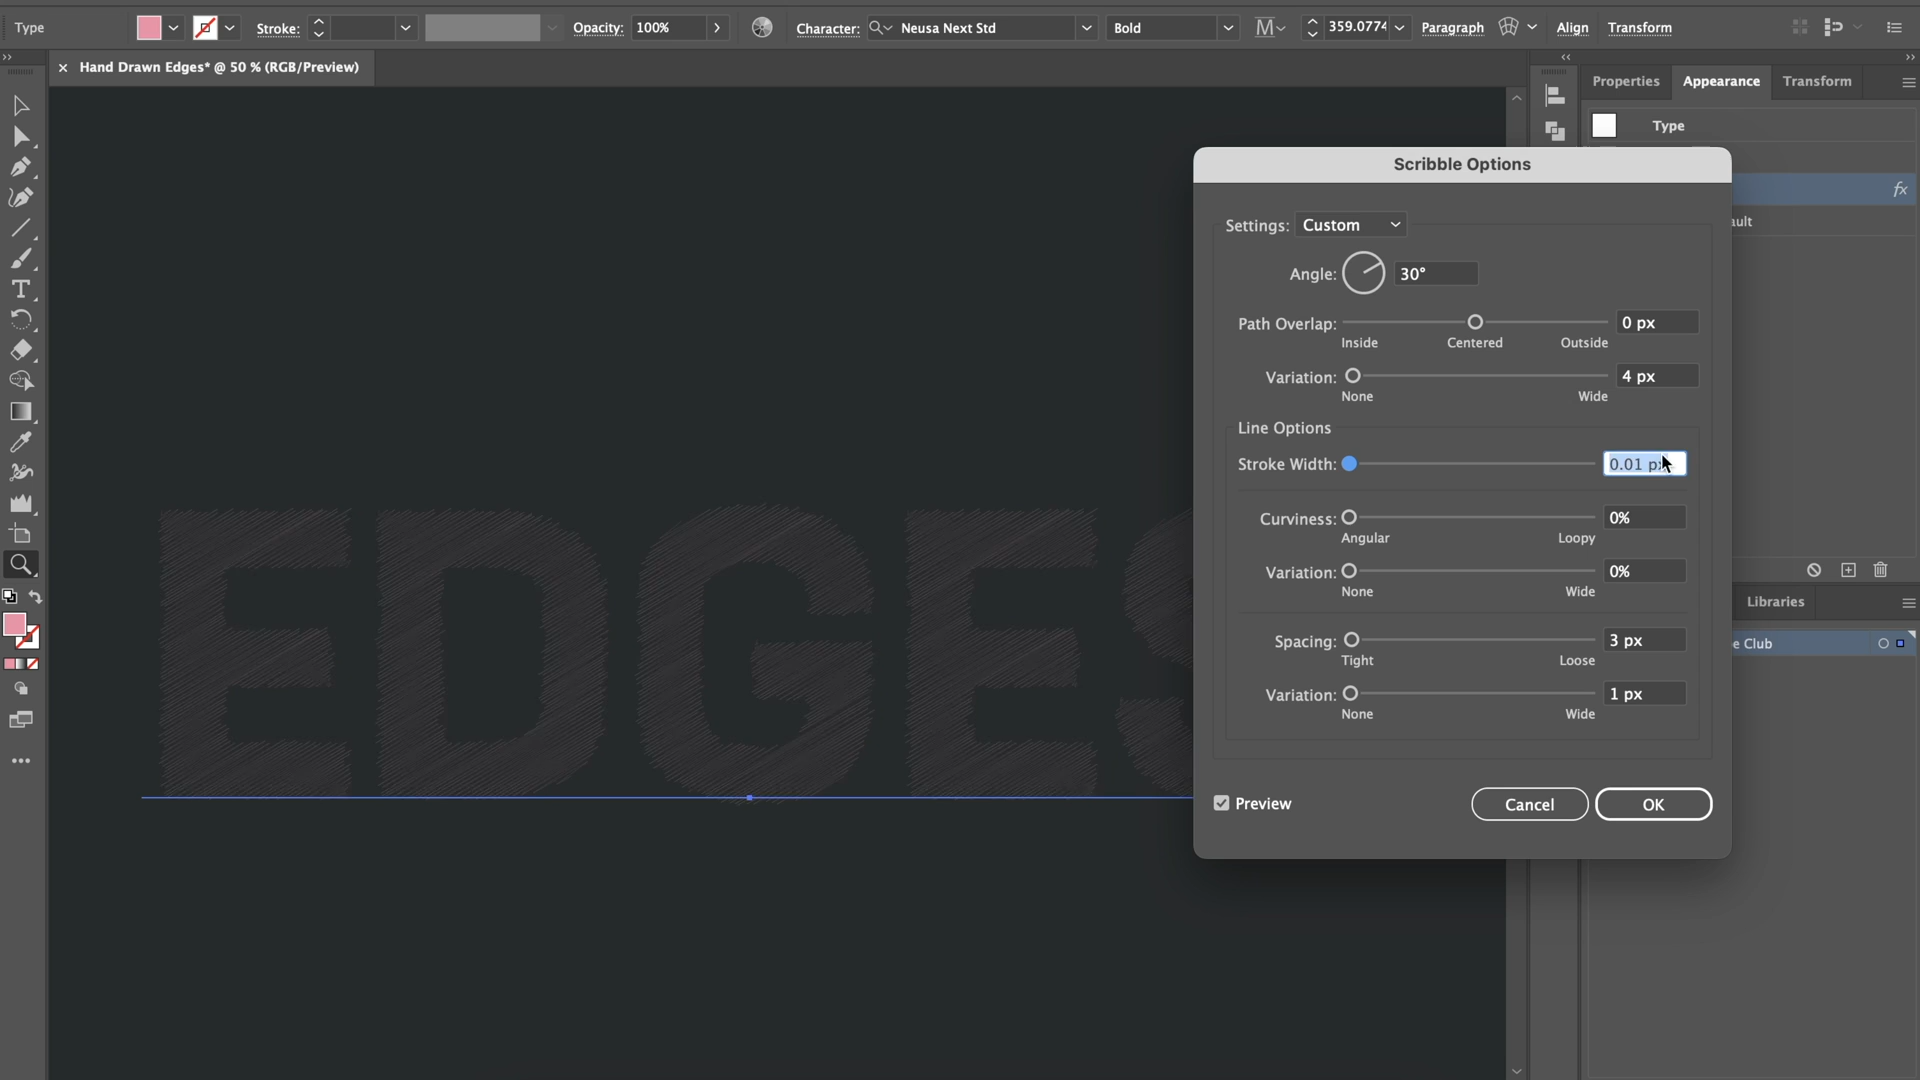 Type
Stroke:
Opacity: 100%
Character: Neusa Next Std
Bold
359.0774
Paragraph
Align
Transform
Hand Drawn Edges* @ 50 % (RGB/Preview)
Properties
Appearance
Transform
Type
fx
ault
Libraries
e Club
EDGES
Scribble Options
Settings: Custom
Angle: 30°
Path Overlap: 0 px
Inside Centered Outside
Variation: 4 px
None Wide
Line Options
Stroke Width: 0.01 px
Curviness: 0%
Angular Loopy
Variation: 0%
None Wide
Spacing: 3 px
Tight Loose
Variation: 1 px
None Wide
Preview
Cancel
OK